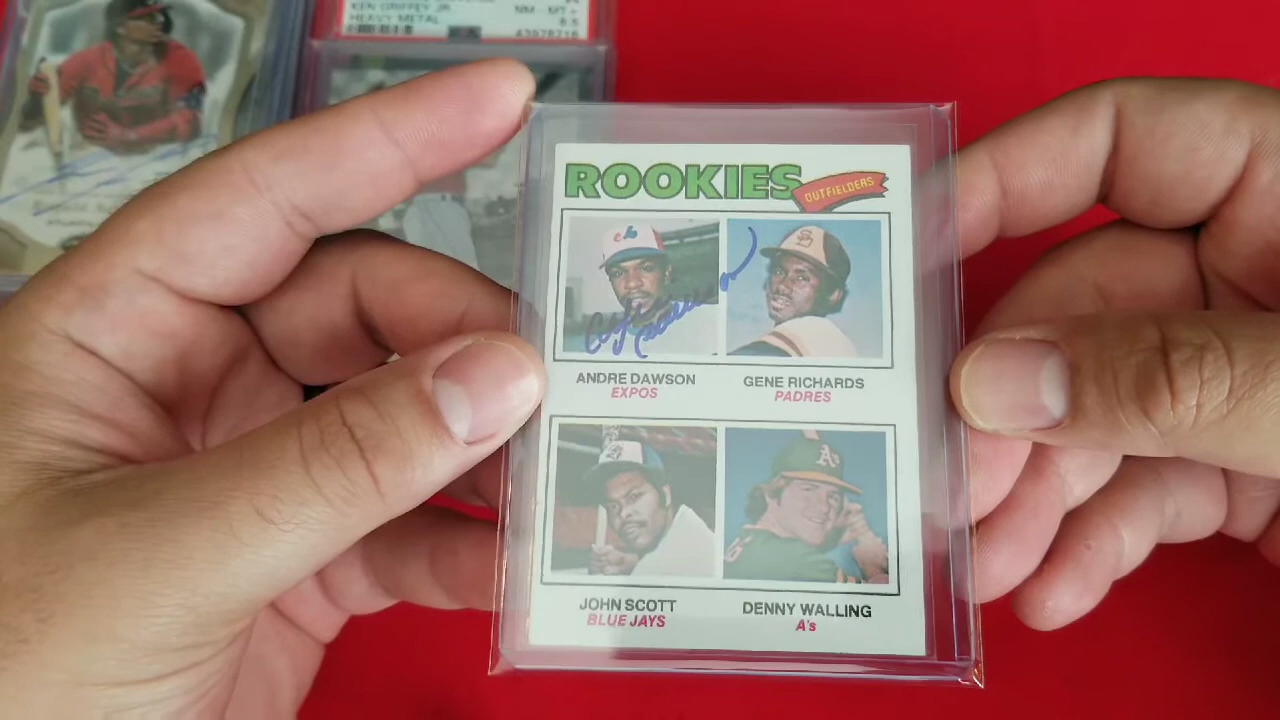 KEN GRIFFEY JR. NM - MT+
HEAVY METAL 8.5
43978716
ROOKIES
OUTFIELDERS
ANDRE DAWSON GENE RICHARDS
EXPOS PADRES
JOHN SCOTT DENNY WALLING
BLUE JAYS A's